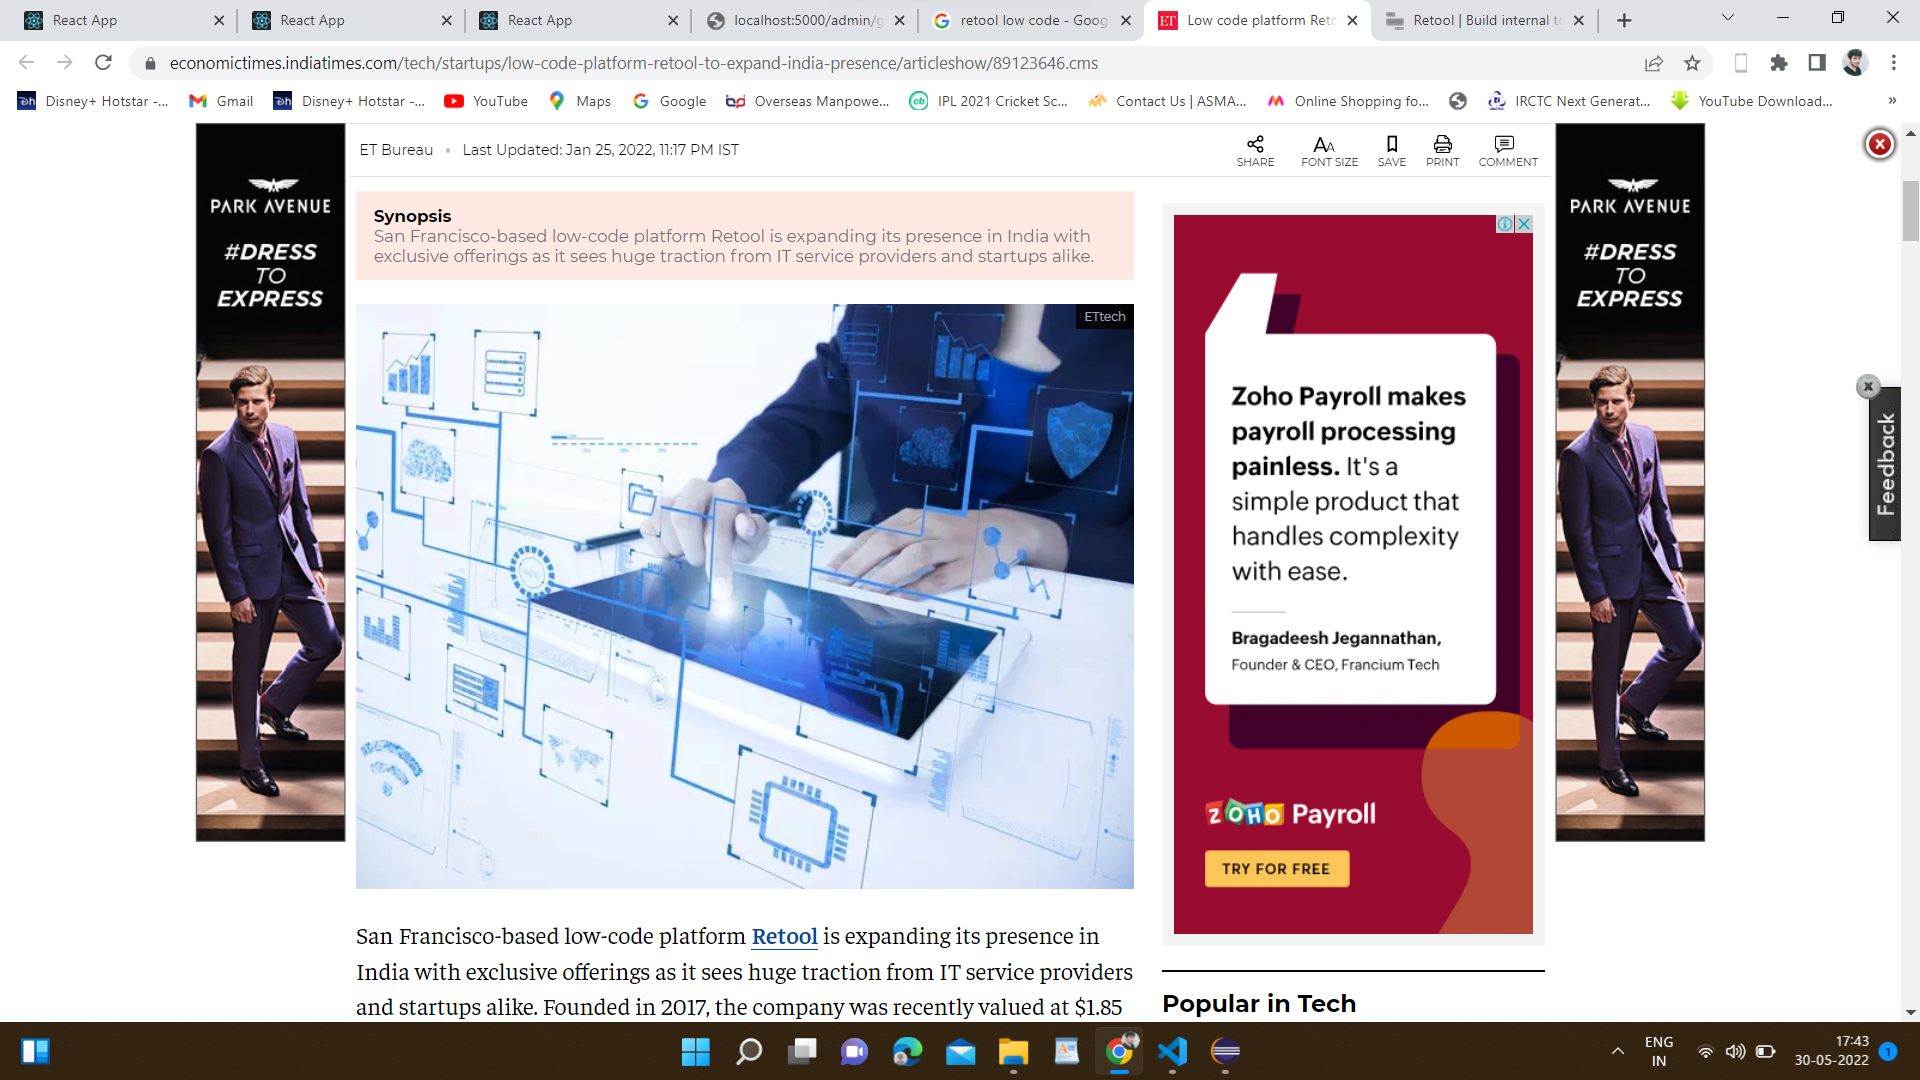 React App
React App
React App
localhost:5000/admin/g
retool low code - Goog
Low code platform Reto
Retool | Build internal to
economictimes.indiatimes.com/tech/startups/low-code-platform-retool-to-expand-india-presence/articleshow/89123646.cms
Disney+ Hotstar -...
Gmail
Disney+ Hotstar -...
YouTube
Maps
Google
Overseas Manpowe...
IPL 2021 Cricket Sc...
Contact Us | ASMA...
Online Shopping fo...
IRCTC Next Generat...
YouTube Download...
»
ET Bureau • Last Updated: Jan 25, 2022, 11:17 PM IST
SHARE
FONT SIZE
SAVE
PRINT
COMMENT
PARK AVENUE
#DRESS
TO
EXPRESS
Synopsis
San Francisco-based low-code platform Retool is expanding its presence in India with
exclusive offerings as it sees huge traction from IT service providers and startups alike.
ETtech
San Francisco-based low-code platform Retool is expanding its presence in
India with exclusive offerings as it sees huge traction from IT service providers
and startups alike. Founded in 2017, the company was recently valued at $1.85
Zoho Payroll makes
payroll processing
painless. It's a
simple product that
handles complexity
with ease.
Bragadeesh Jegannathan,
Founder & CEO, Francium Tech
ZOHO Payroll
TRY FOR FREE
Popular in Tech
PARK AVENUE
#DRESS
TO
EXPRESS
Feedback
ENG
IN
17:43
30-05-2022
1